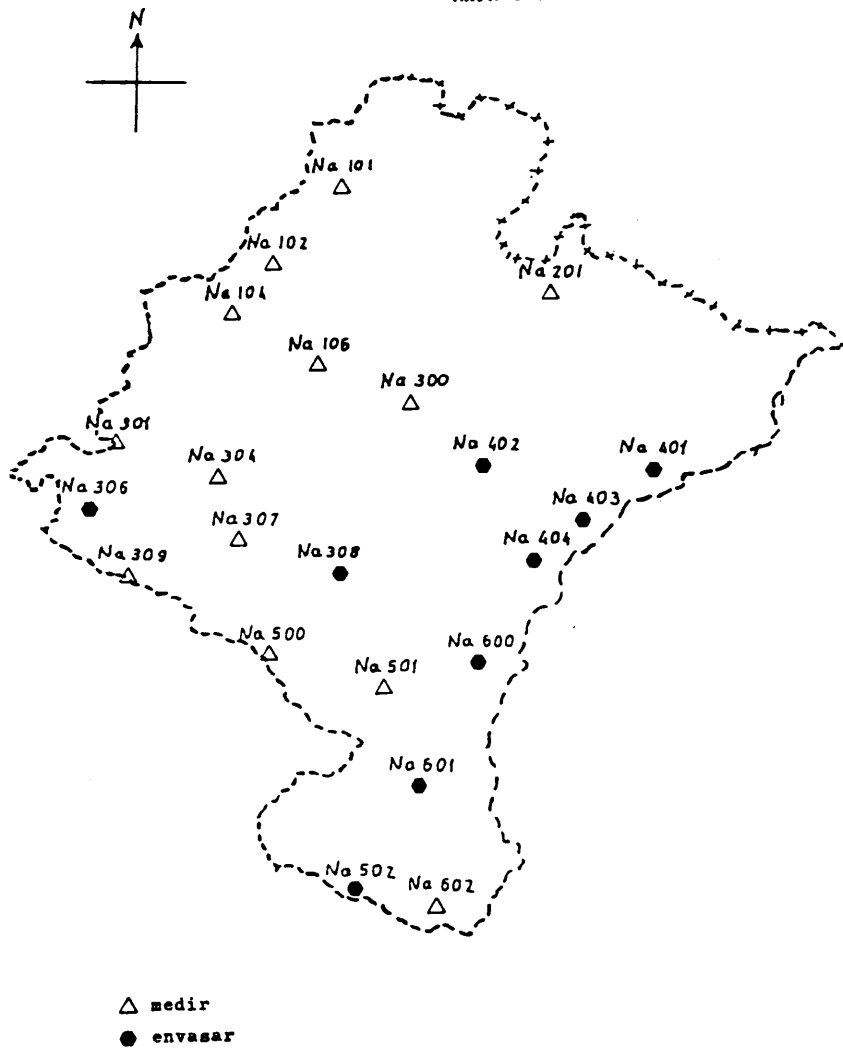 N
Na 101
Na 102
Na 201
Na 104
Na 106
Na 300
Na 301
Na 304
Na 402
Na 401
Na 306
Na 403
Na 307
Na 308
Na 404
Na 309
Na 500
Na 600
Na 501
Na 601
Na 502
Na 602
medir
envasar